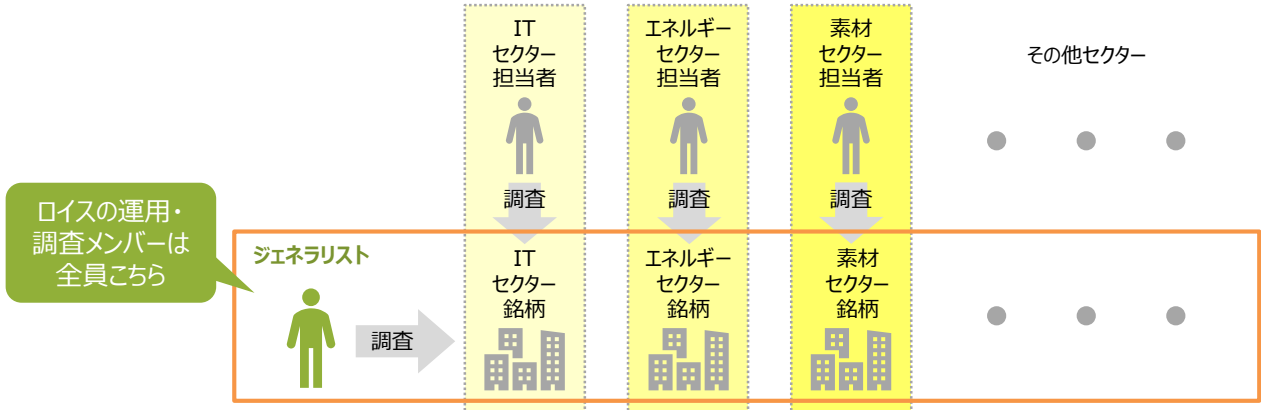 IT
セクター
担当者
エネルギー
セクター
担当者
素材
セクター
担当者
その他セクター
調査
調査
調査
ロイスの運用・
調査メンバーは
全員こちら
ジェネラリスト
調査
IT
セクター
銘柄
エネルギー
セクター
銘柄
素材
セクター
銘柄